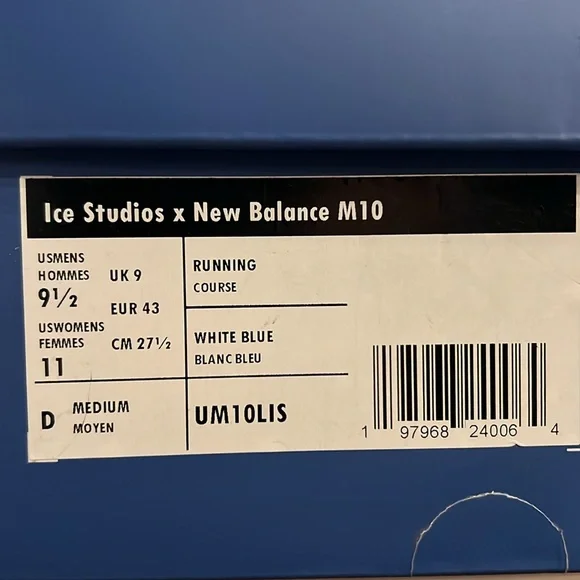 Ice Studios x New Balance M10
USMENS
HOMMES
9½
USWOMENS
FEMMES
11
UK 9
EUR 43
CM 27½
RUNNING
COURSE
WHITE BLUE
BLANC BLEU
D
MEDIUM
MOYEN
UM10LIS
1 97968 24006 4